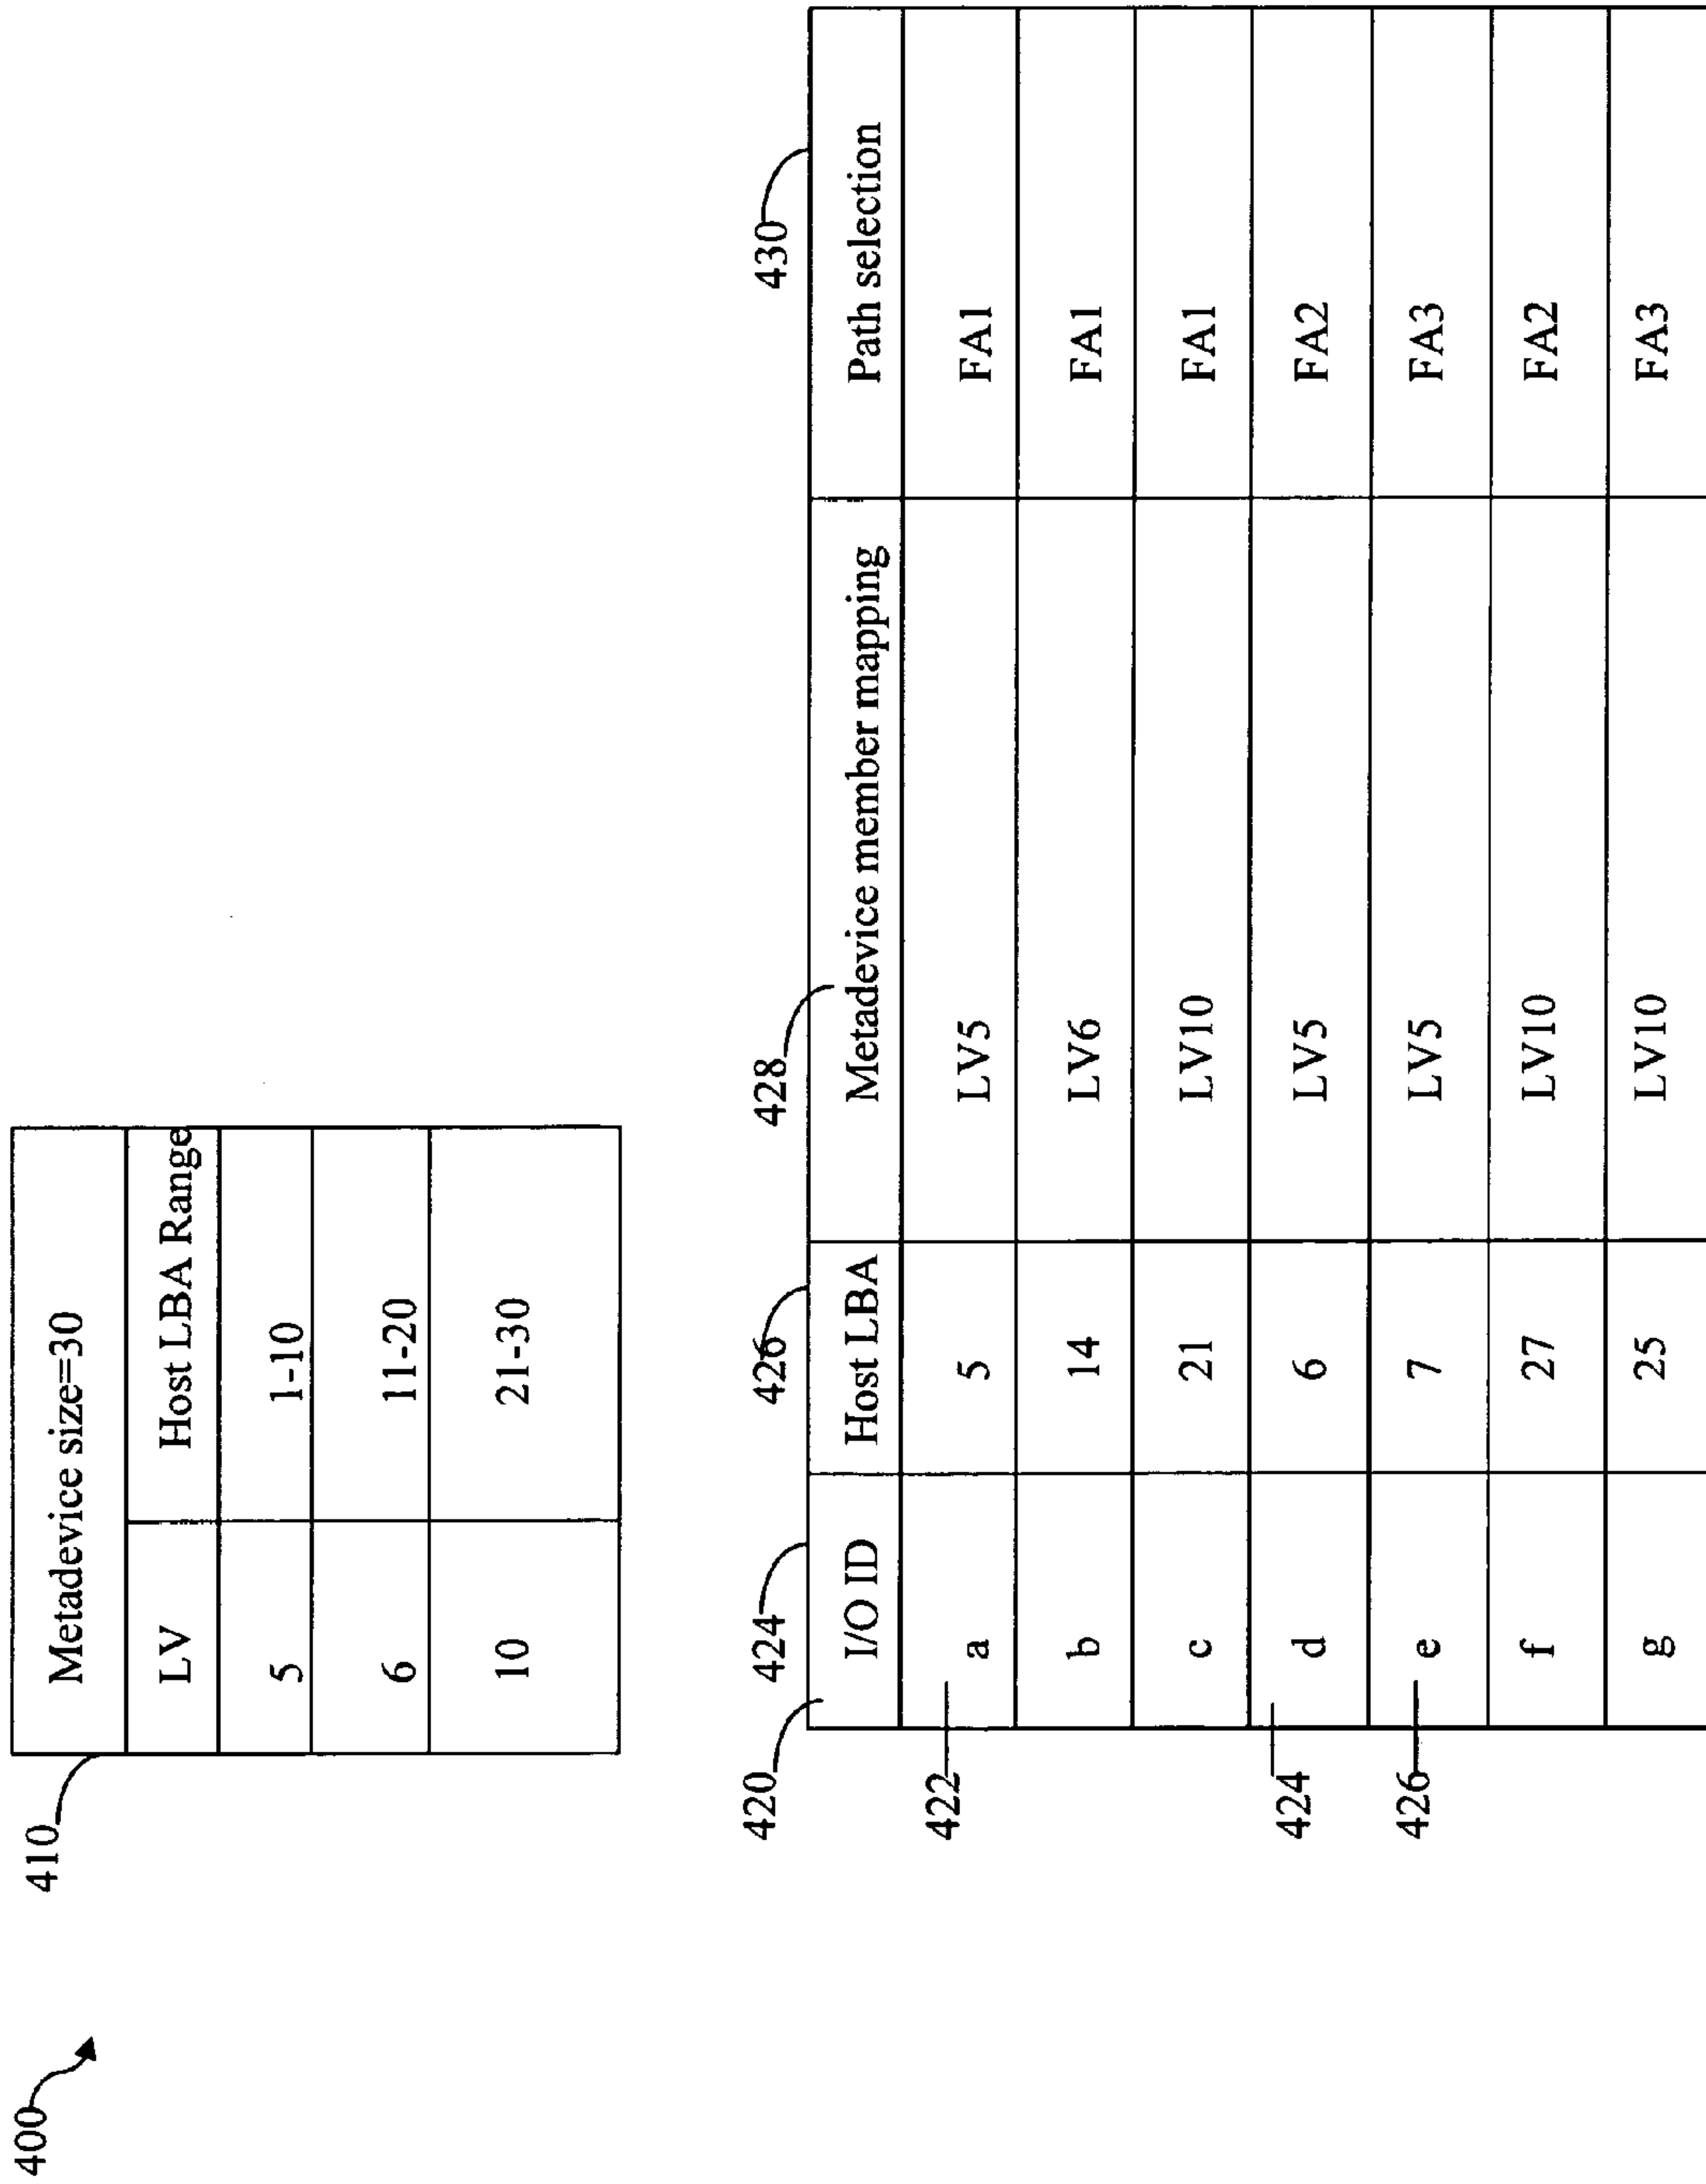 400
410
Metadevice size=30
LV Host LBA Range
5 1-10
6 11-20
10 21-30
420 424 426 428 430
I/O ID Host LBA Metadevice member mapping Path selection
422 a 5 LV5 FA1
b 14 LV6 FA1
c 21 LV10 FA1
424 d 6 LV5 FA2
426 e 7 LV5 FA3
f 27 LV10 FA2
g 25 LV10 FA3